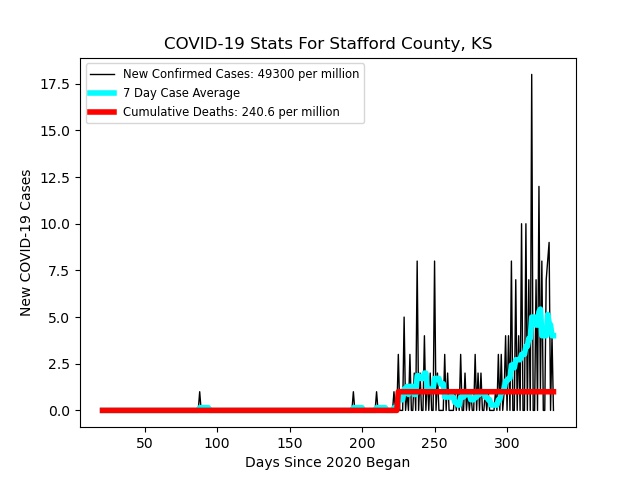 COVID-19 Stats For Stafford County, KS
New Confirmed Cases: 49300 per million
7 Day Case Average
Cumulative Deaths: 240.6 per million
New COVID-19 Cases
17.5
15.0
12.5
10.0
7.5
5.0
2.5
0.0
50 100 150 200 250 300
Days Since 2020 Began